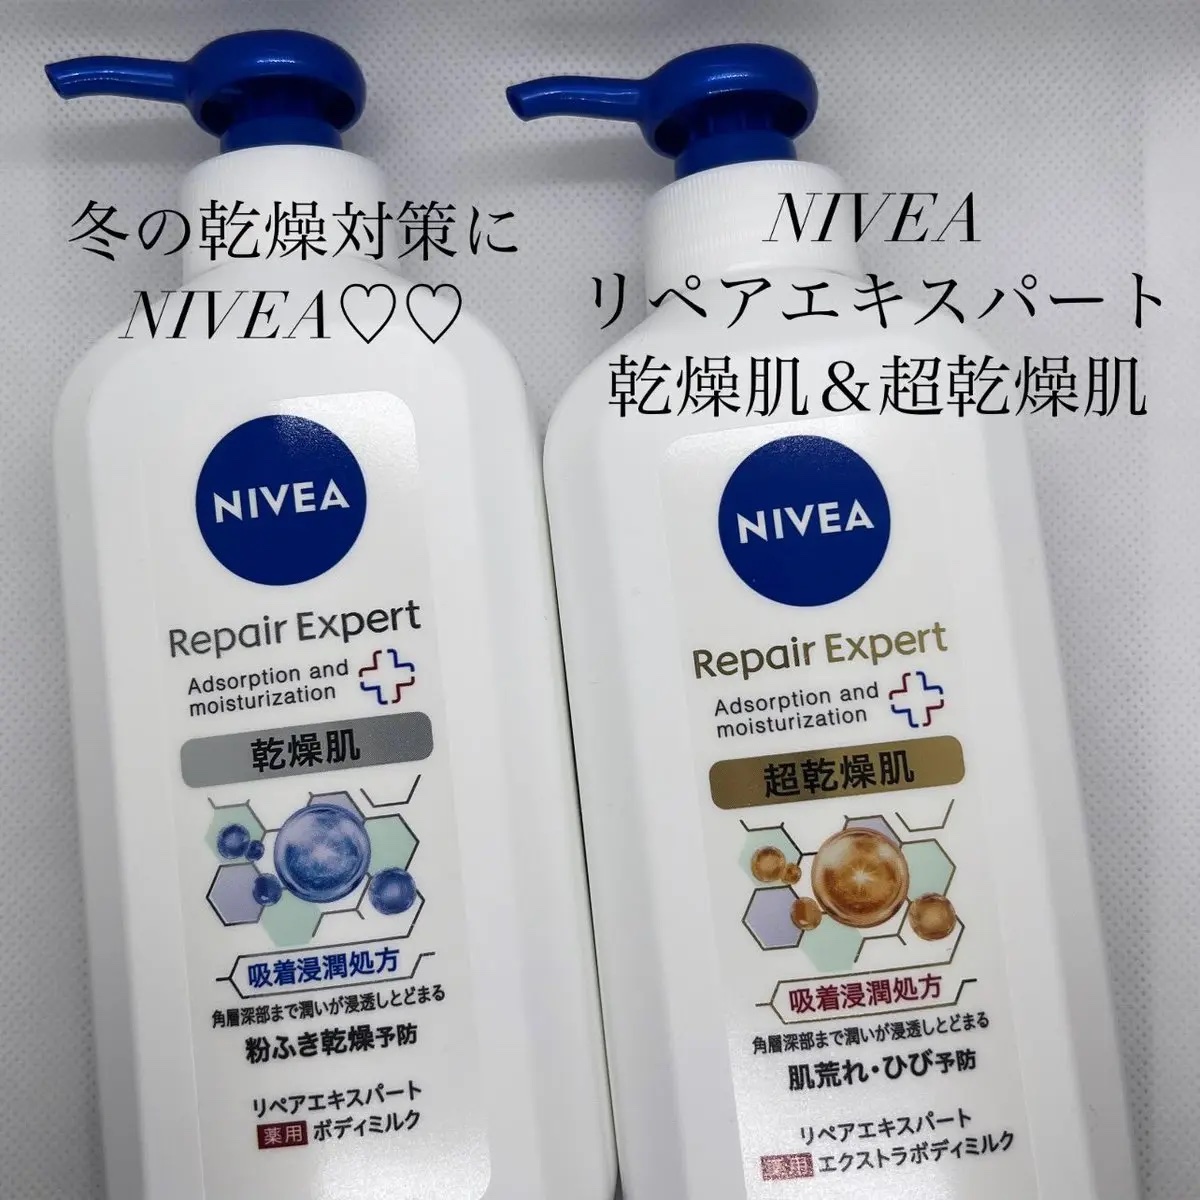 冬の乾燥対策に
NIVEA♡♡
NIVEA
リペアエキスパート
乾燥肌&超乾燥肌
NIVEA
Repair Expert
Adsorption and
moisturization
乾燥肌
吸着浸潤処方
角層深部まで潤いが浸透しとどまる
粉ふき乾燥予防
リペアエキスパート
薬用 ボディミルク
NIVEA
Repair Expert
Adsorption and
moisturization
超乾燥肌
吸着浸潤処方
角層深部まで潤いが浸透しとどまる
肌荒れ・ひび予防
リペアエキスパート
薬用 エクストラボディミルク